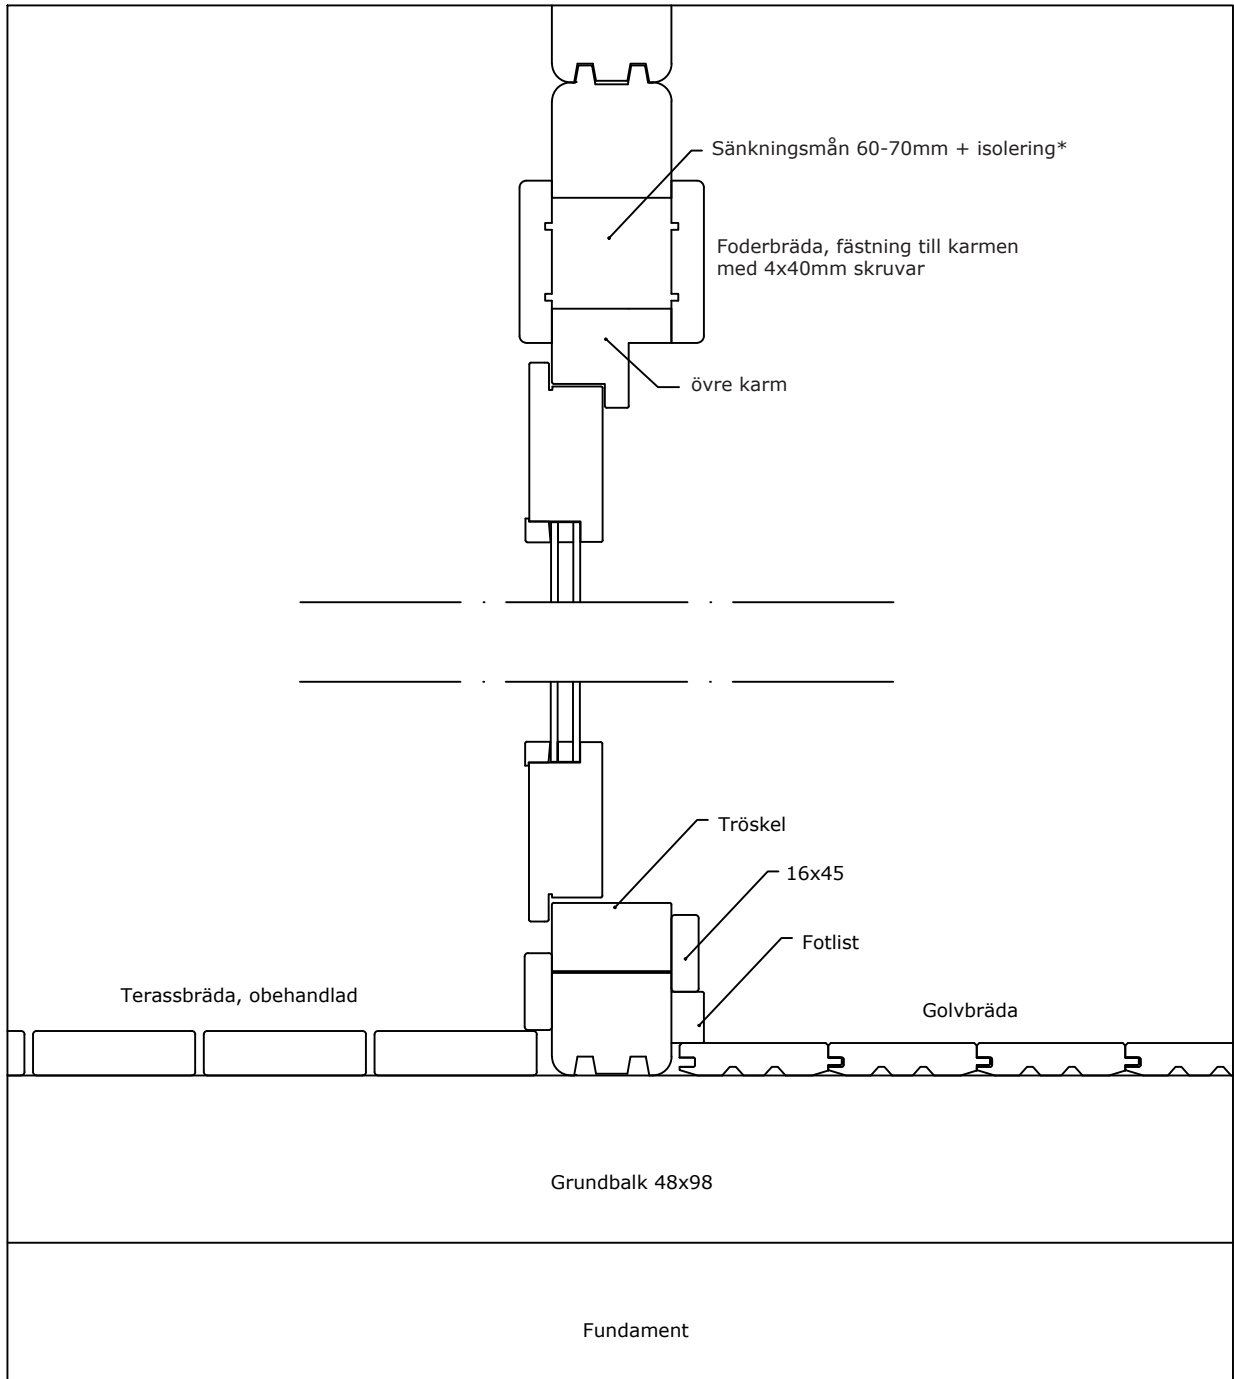 Sänkningsmån 60-70mm + isolering*
Foderbräda, fästning till karmen
med 4x40mm skruvar
övre karm
Tröskel
16x45
Fotlist
Terassbräda, obehandlad
Golvbräda
Grundbalk 48x98
Fundament